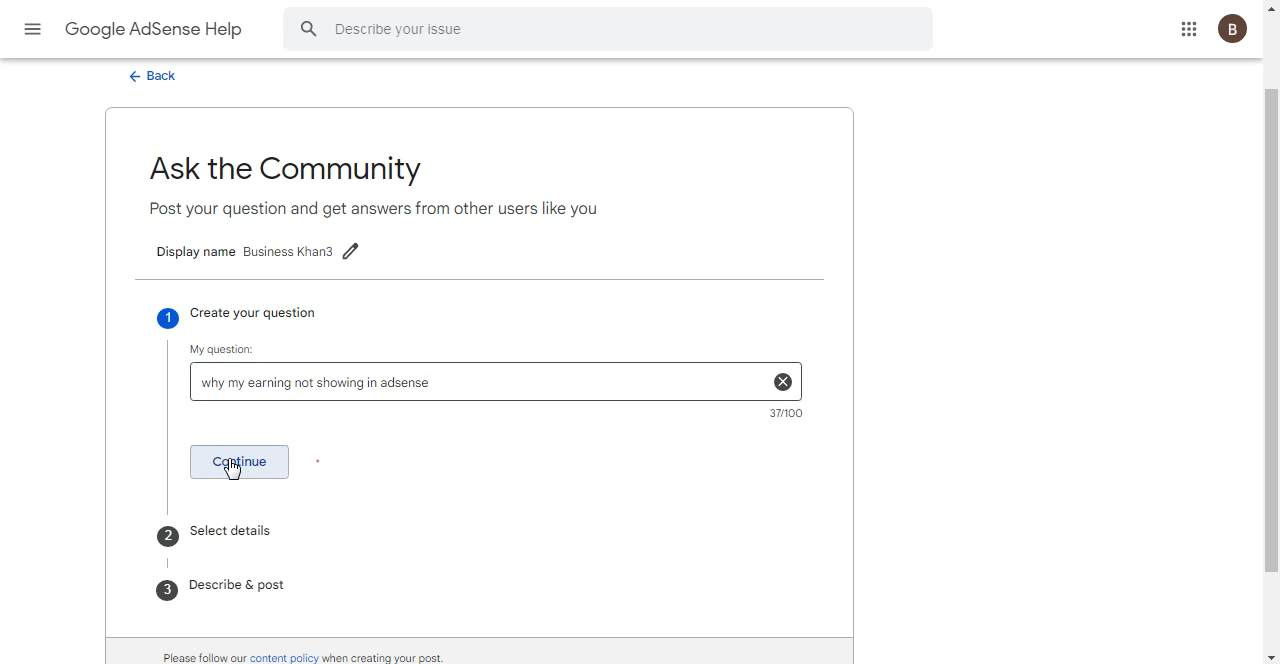 Google AdSense Help
Describe your issue
B
Back
Ask the Community
Post your question and get answers from other users like you
Display name Business Khan3
1 Create your question
My question:
why my earning not showing in adsense
37/100
Continue
2 Select details
3 Describe & post
Please follow our content policy when creating your post.